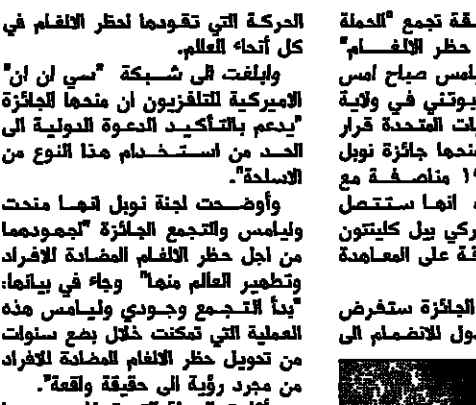 الحركة التي تقودها لحظر الالغام في
كل أنحاء العالم.
وابلغت الى شبكة "سي ان ان"
الاميركية للتلفزيون ان منحها الجائزة
"يدعم بالتأكيد الدعوة الدولية الى
الحد من استخدام هذا النوع من
الاسلحة".
وأوضحت لجنة نوبل انها منحت
وليامس والتجمع الجائزة "لجهودهما
من اجل حظر الالغام المضادة للافراد
وتطهير العالم منها" وجاء في بيانها:
"بدأ التجمع وجودي وليامس هذه
العملية التي تمكنت خلال بضع سنوات
من تحويل حظر الالغام المضادة للافراد
من مجرد رؤية الى حقيقة واقعة".
تجمع "الحملة
حظر الالغام"
يامس صباح امس
بوتني في ولاية
ات المتحدة قرار
منحها جائزة نوبل
مناصفة مع
انها ستتصل
ركي بيل كلينتون
قة على المعاهدة
الجائزة ستفرض
دول للانضمام الى